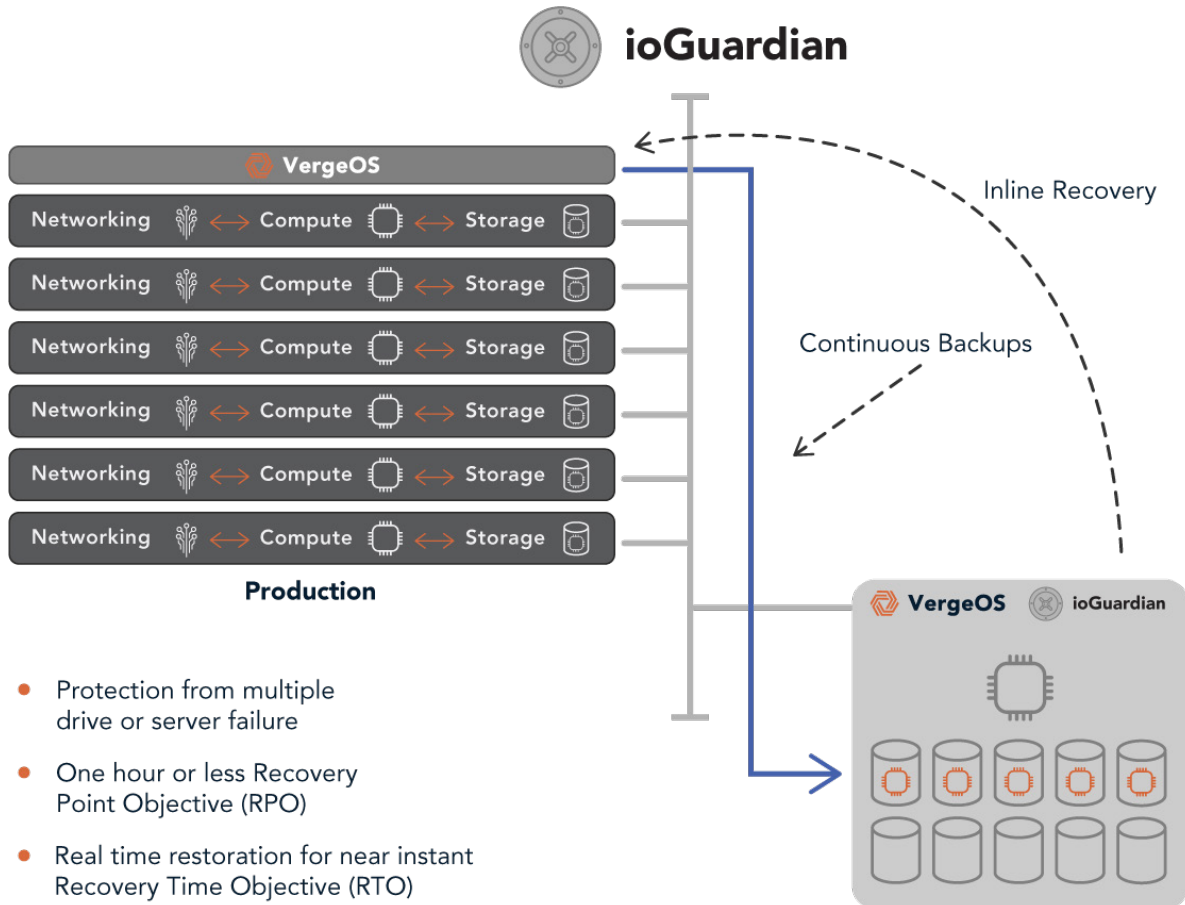 ioGuardian
VergeOS
Networking Compute Storage
Networking Compute Storage
Networking Compute Storage
Networking Compute Storage
Networking Compute Storage
Networking Compute Storage
Production
Inline Recovery
Continuous Backups
VergeOS ioGuardian
Protection from multiple
drive or server failure
One hour or less Recovery
Point Objective (RPO)
Real time restoration for near instant
Recovery Time Objective (RTO)